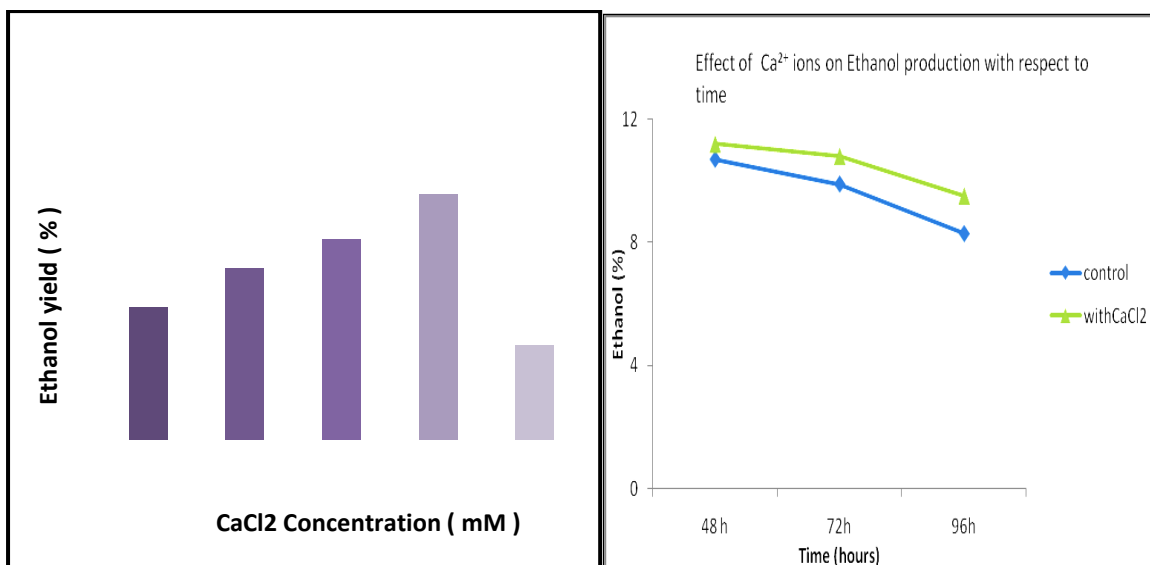 Ethanol yield ( % )
CaCl2 Concentration ( mM )
Effect of Ca²⁺ ions on Ethanol production with respect to
time
Ethanol (%)
12
8
4
0
48 h
72h
96h
Time (hours)
control
withCaCl2